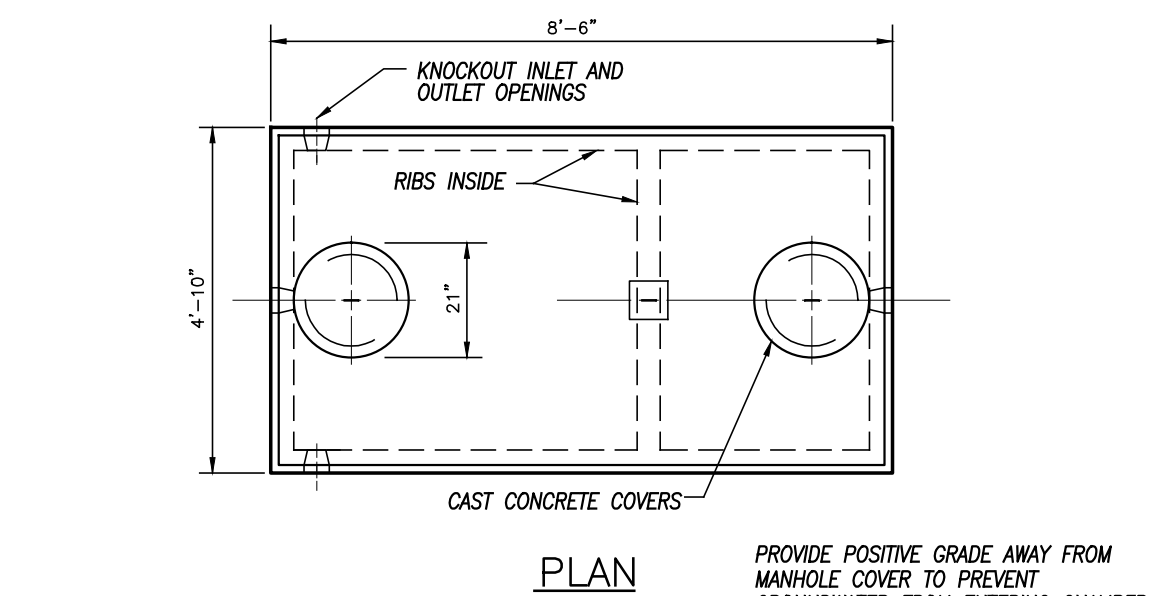 8'-6"
KNOCKOUT INLET AND
OUTLET OPENINGS
RIBS INSIDE
4'-10"
21"
CAST CONCRETE COVERS
PLAN
PROVIDE POSITIVE GRADE AWAY FROM
MANHOLE COVER TO PREVENT